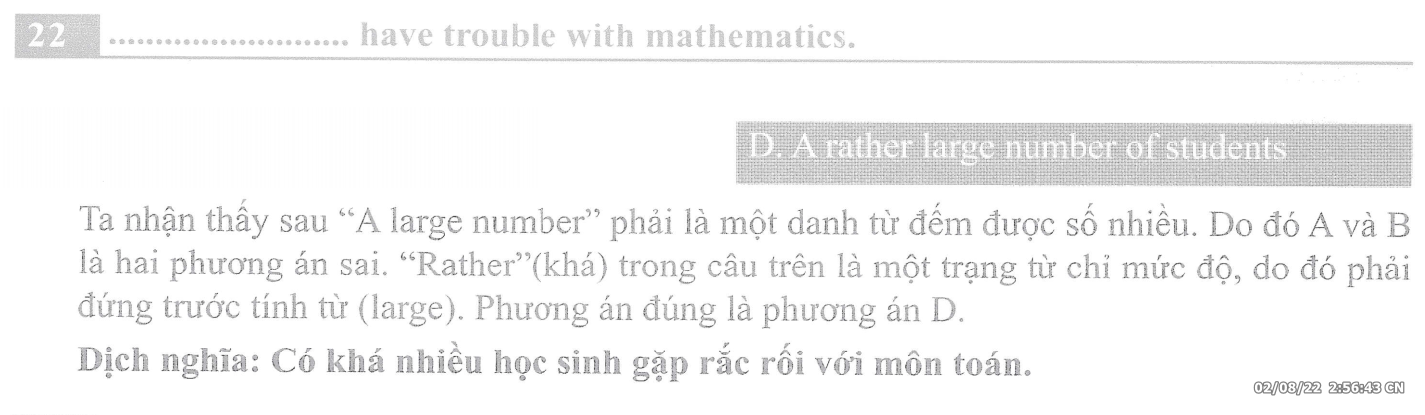 22 ............................ have trouble with mathematics.
D. A rather large number of students
Ta nhận thấy sau “A large number” phải là một danh từ đếm được số nhiều. Do đó A và B
là hai phương án sai. “Rather”(khá) trong câu trên là một trạng từ chỉ mức độ, do đó phải
đứng trước tính từ (large). Phương án đúng là phương án D.
Dịch nghĩa: Có khá nhiều học sinh gặp rắc rối với môn toán.
02/08/22 2:56:43 CN